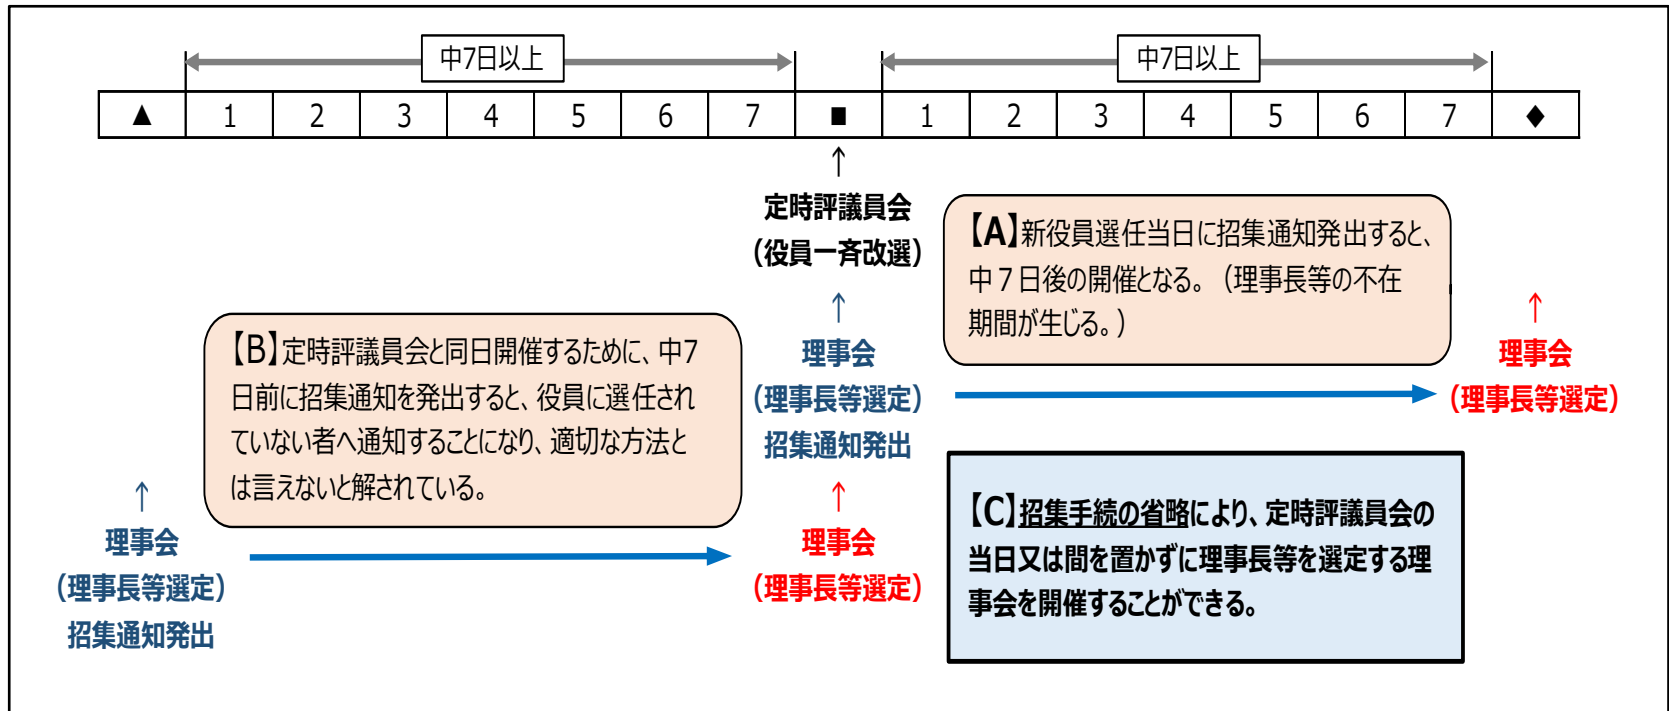 中7日以上
中7日以上
▲ 1 2 3 4 5 6 7 ■ 1 2 3 4 5 6 7 ◆
↑
定時評議員会
（役員一斉改選）
↑
理事会
（理事長等選定）
招集通知発出
↑
理事会
（理事長等選定）
【A】新役員選任当日に招集通知発出すると、
中７日後の開催となる。（理事長等の不在
期間が生じる。）
↑
理事会
（理事長等選定）
【B】定時評議員会と同日開催するために、中7
日前に招集通知を発出すると、役員に選任され
ていない者へ通知することになり、適切な方法と
は言えないと解されている。
↑
理事会
（理事長等選定）
招集通知発出
【C】招集手続の省略により、定時評議員会の
当日又は間を置かずに理事長等を選定する理
事会を開催することができる。